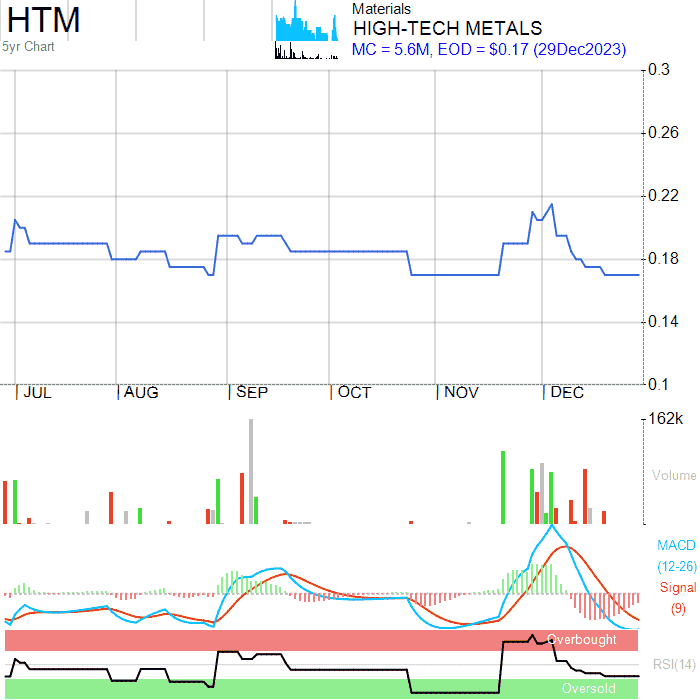 HTM
5yr Chart
Materials
HIGH-TECH METALS
MC = 5.6M, EOD = $0.17 (29Dec2023)
0.3
0.26
0.22
0.18
0.14
0.1
JUL AUG SEP OCT NOV DEC
162k
Volume
MACD
(12-26)
Signal
(9)
Overbought
RSI(14)
Oversold